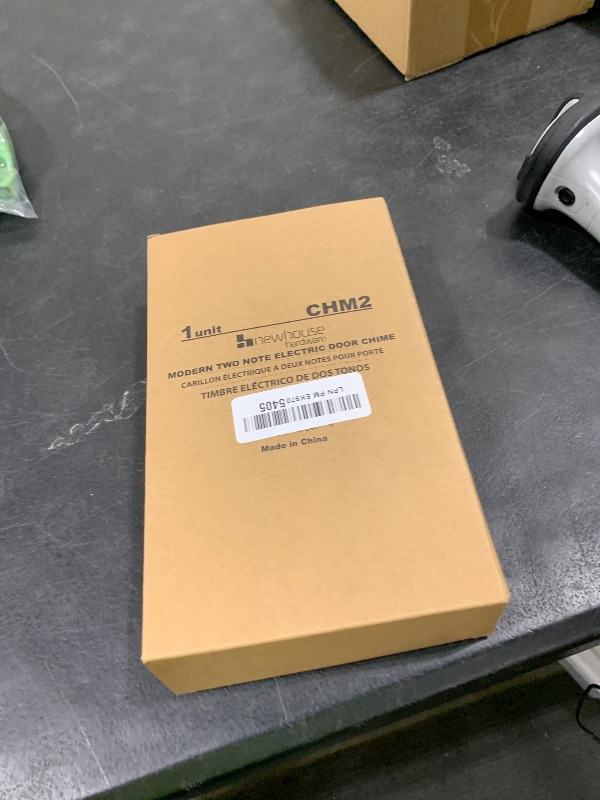 1 unit CHM2
newhouse
hardware
MODERN TWO NOTE ELECTRIC DOOR CHIME
CARILLON ÉLECTRIQUE À DEUX NOTES POUR PORTE
TIMBRE ELÉCTRICO DE DOS TONOS
LPN PM EK970 5405
Made in China